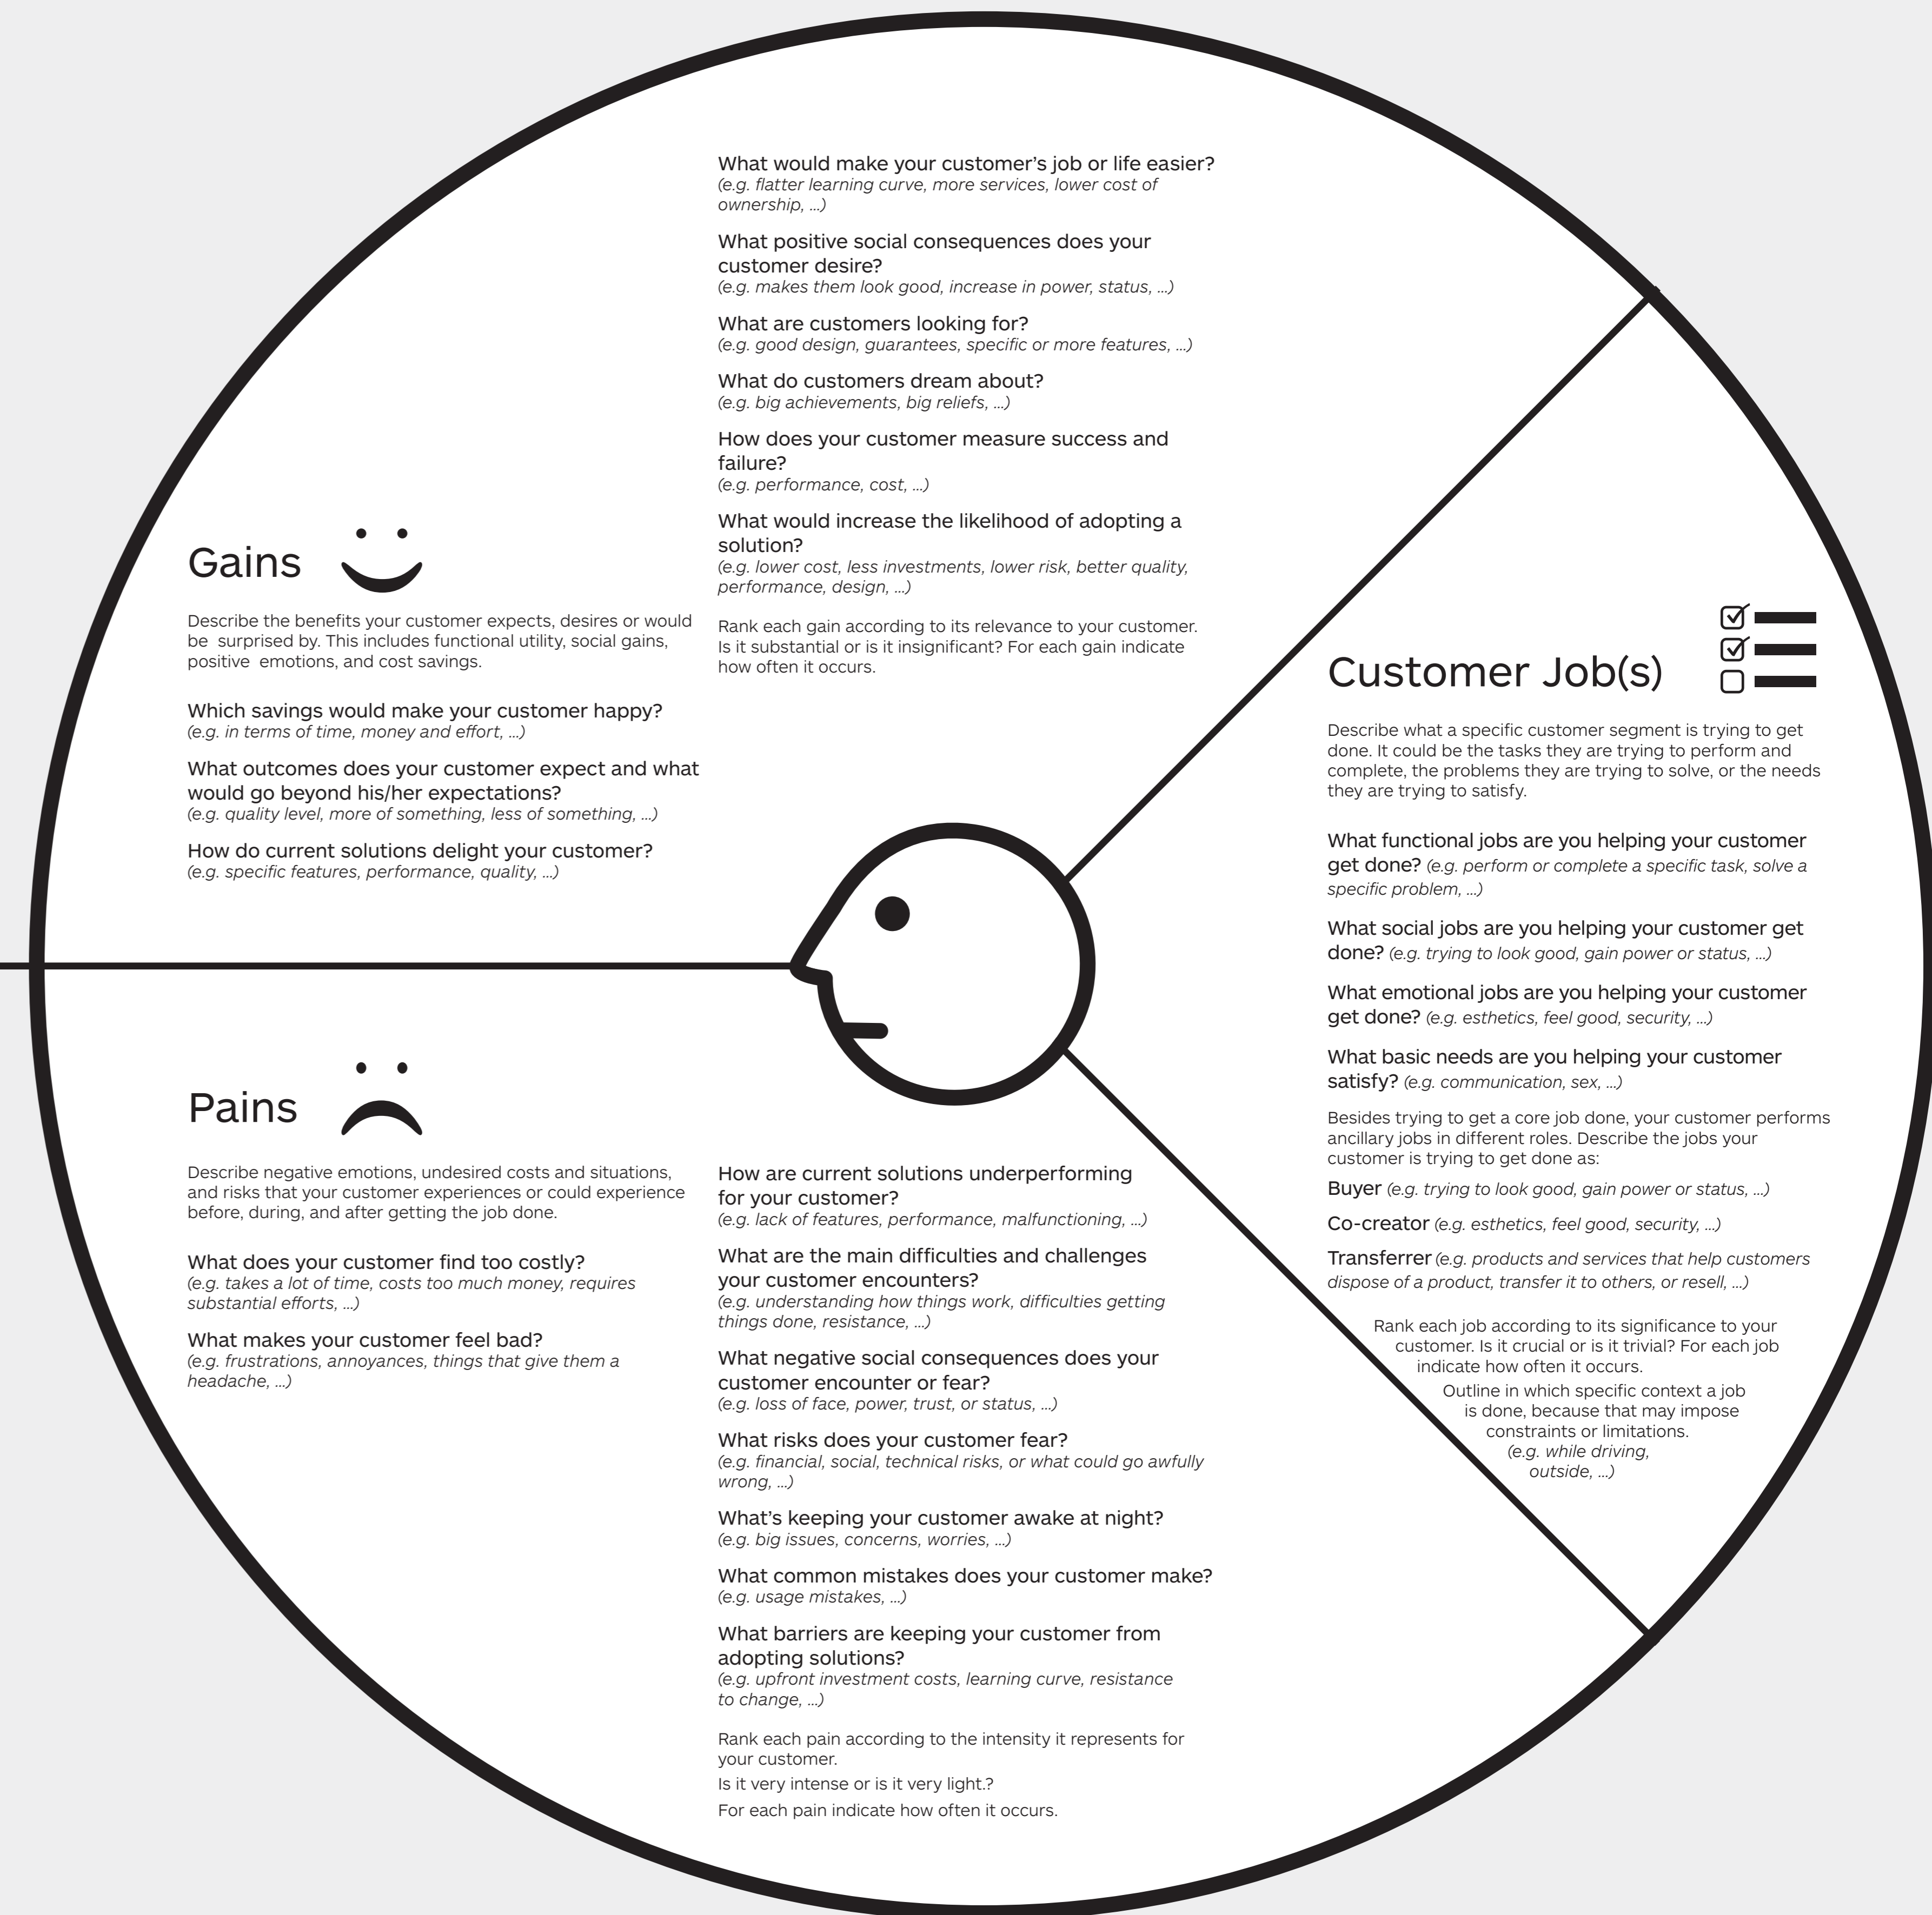 Gains
Describe the benefits your customer expects, desires or would
be  surprised by. This includes functional utility, social gains,
positive  emotions, and cost savings.
Which savings would make your customer happy?
(e.g. in terms of time, money and effort, ...)
What outcomes does your customer expect and what
would go beyond his/her expectations?
(e.g. quality level, more of something, less of something, ...)
How do current solutions delight your customer?
(e.g. specific features, performance, quality, ...)
What would make your customer’s job or life easier?
(e.g. flatter learning curve, more services, lower cost of
ownership, ...)
What positive social consequences does your
customer desire?
(e.g. makes them look good, increase in power, status, ...)
What are customers looking for?
(e.g. good design, guarantees, specific or more features, ...)
What do customers dream about?
(e.g. big achievements, big reliefs, ...)
How does your customer measure success and
failure?
(e.g. performance, cost, ...)
What would increase the likelihood of adopting a
solution?
(e.g. lower cost, less investments, lower risk, better quality,
performance, design, ...)
Rank each gain according to its relevance to your customer.
Is it substantial or is it insignificant? For each gain indicate
how often it occurs.
Customer Job(s)
Describe what a specific customer segment is trying to get
done. It could be the tasks they are trying to perform and
complete, the problems they are trying to solve, or the needs
they are trying to satisfy.
What functional jobs are you helping your customer
get done? (e.g. perform or complete a specific task, solve a
specific problem, ...)
What social jobs are you helping your customer get
done? (e.g. trying to look good, gain power or status, ...)
What emotional jobs are you helping your customer
get done? (e.g. esthetics, feel good, security, ...)
What basic needs are you helping your customer
satisfy? (e.g. communication, sex, ...)
Besides trying to get a core job done, your customer performs
ancillary jobs in different roles. Describe the jobs your
customer is trying to get done as:
Buyer (e.g. trying to look good, gain power or status, ...)
Co-creator (e.g. esthetics, feel good, security, ...)
Transferrer (e.g. products and services that help customers
dispose of a product, transfer it to others, or resell, ...)
Rank each job according to its significance to your
customer. Is it crucial or is it trivial? For each job
indicate how often it occurs.
Outline in which specific context a job
is done, because that may impose
constraints or limitations.
(e.g. while driving,
outside, ...)
Pains
Describe negative emotions, undesired costs and situations,
and risks that your customer experiences or could experience
before, during, and after getting the job done.
What does your customer find too costly?
(e.g. takes a lot of time, costs too much money, requires
substantial efforts, ...)
What makes your customer feel bad?
(e.g. frustrations, annoyances, things that give them a
headache, ...)
How are current solutions underperforming
for your customer?
(e.g. lack of features, performance, malfunctioning, ...)
What are the main difficulties and challenges
your customer encounters?
(e.g. understanding how things work, difficulties getting
things done, resistance, ...)
What negative social consequences does your
customer encounter or fear?
(e.g. loss of face, power, trust, or status, ...)
What risks does your customer fear?
(e.g. financial, social, technical risks, or what could go awfully
wrong, ...)
What’s keeping your customer awake at night?
(e.g. big issues, concerns, worries, ...)
What common mistakes does your customer make?
(e.g. usage mistakes, ...)
What barriers are keeping your customer from
adopting solutions?
(e.g. upfront investment costs, learning curve, resistance
to change, ...)
Rank each pain according to the intensity it represents for
your customer.
Is it very intense or is it very light.?
For each pain indicate how often it occurs.